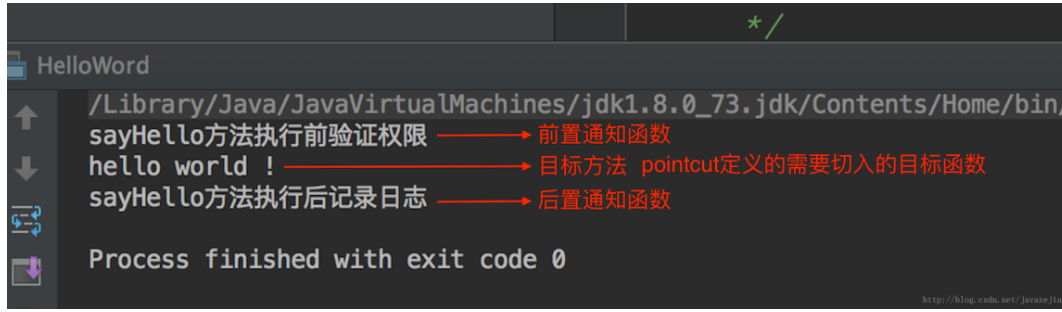 */
HelloWord
/Library/Java/JavaVirtualMachines/jdk1.8.0_73.jdk/Contents/Home/bin/
sayHello方法执行前验证权限 前置通知函数
hello world ! 目标方法 pointcut定义的需要切入的目标函数
sayHello方法执行后记录日志 后置通知函数
Process finished with exit code 0
http://blog.csdn.net/javazejia